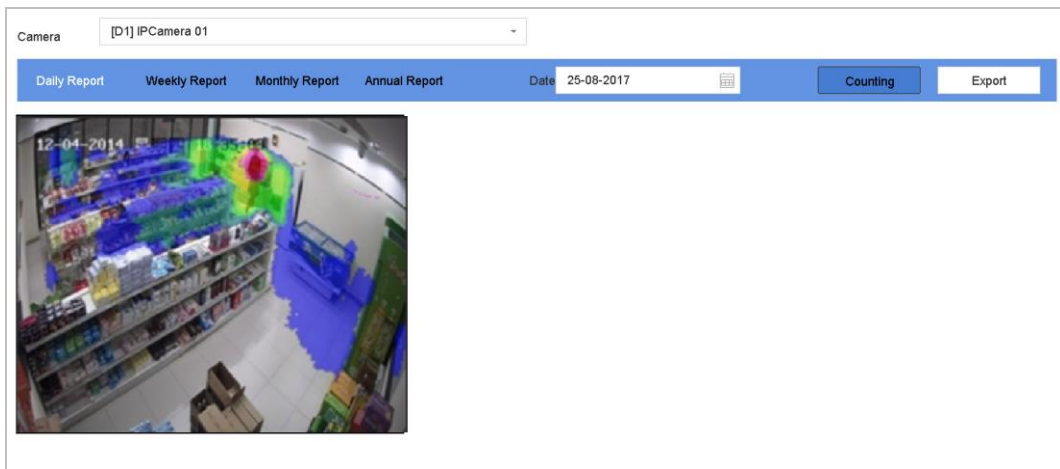 Camera [D1] IPCamera 01
Daily Report Weekly Report Monthly Report Annual Report Date 25-08-2017 Counting Export
12-04-2014